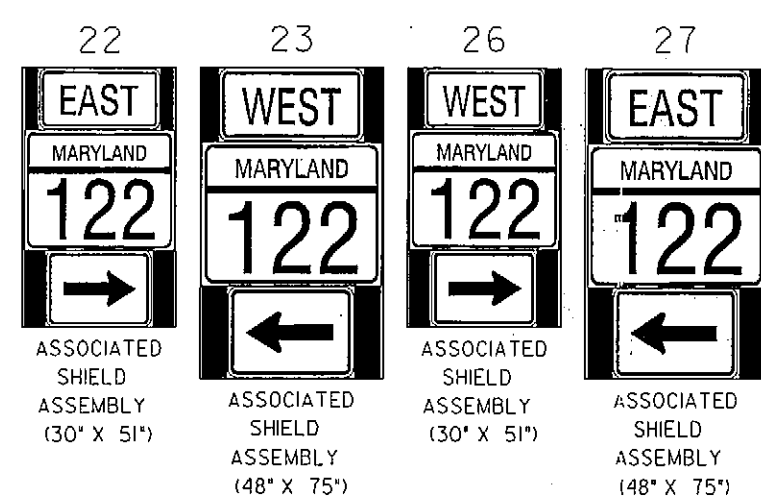 22
EAST
MARYLAND
122
ASSOCIATED
SHIELD
ASSEMBLY
(30" X 51")
23
WEST
MARYLAND
122
ASSOCIATED
SHIELD
ASSEMBLY
(48" X 75")
26
WEST
MARYLAND
122
ASSOCIATED
SHIELD
ASSEMBLY
(30" X 51")
27
EAST
MARYLAND
122
ASSOCIATED
SHIELD
ASSEMBLY
(48" X 75")